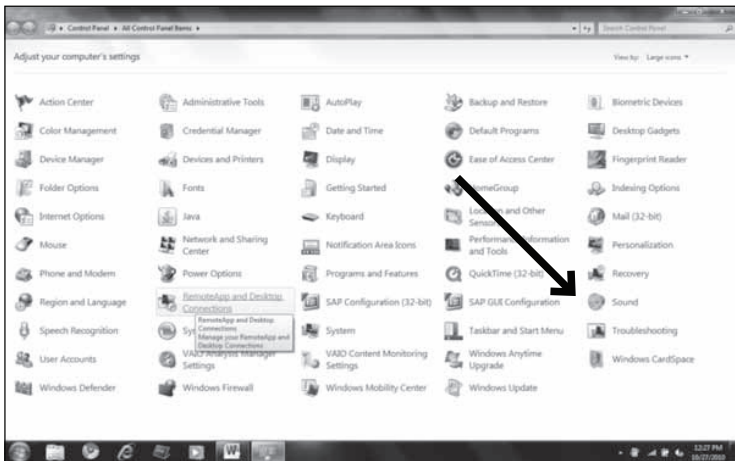 Control Panel ▸ All Control Panel Items ▸
Search Control Panel
Adjust your computer's settings
View by: Large icons
Action Center
Administrative Tools
AutoPlay
Backup and Restore
Biometric Devices
Color Management
Credential Manager
Date and Time
Default Programs
Desktop Gadgets
Device Manager
Devices and Printers
Display
Ease of Access Center
Fingerprint Reader
Folder Options
Fonts
Getting Started
HomeGroup
Indexing Options
Internet Options
Java
Keyboard
Location and Other
Sensors
Mail (32-bit)
Mouse
Network and Sharing
Center
Notification Area Icons
Performance Information
and Tools
Personalization
Phone and Modem
Power Options
Programs and Features
QuickTime (32-bit)
Recovery
Region and Language
RemoteApp and Desktop
Connections
SAP Configuration (32-bit)
SAP GUI Configuration
Sound
Speech Recognition
RemoteApp and Desktop
Connections
Manage your RemoteApp and
Desktop Connections
System
Taskbar and Start Menu
Troubleshooting
User Accounts
VAIO Analysis Manager
Settings
VAIO Content Monitoring
Settings
Windows Anytime
Upgrade
Windows CardSpace
Windows Defender
Windows Firewall
Windows Mobility Center
Windows Update
12:27 PM
10/27/2010